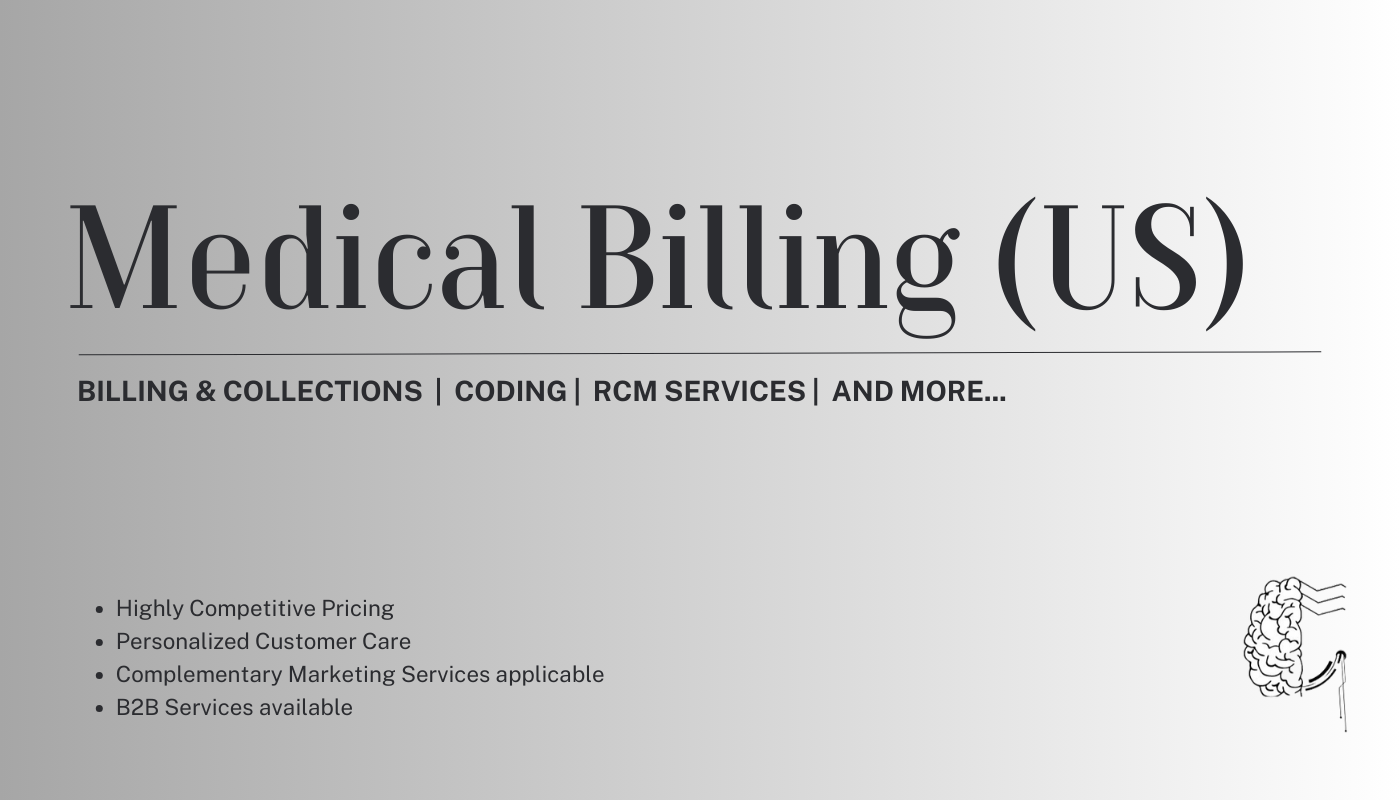 Medical Billing (US)
BILLING & COLLECTIONS | CODING | RCM SERVICES | AND MORE...
• Highly Competitive Pricing
• Personalized Customer Care
• Complementary Marketing Services applicable
• B2B Services available